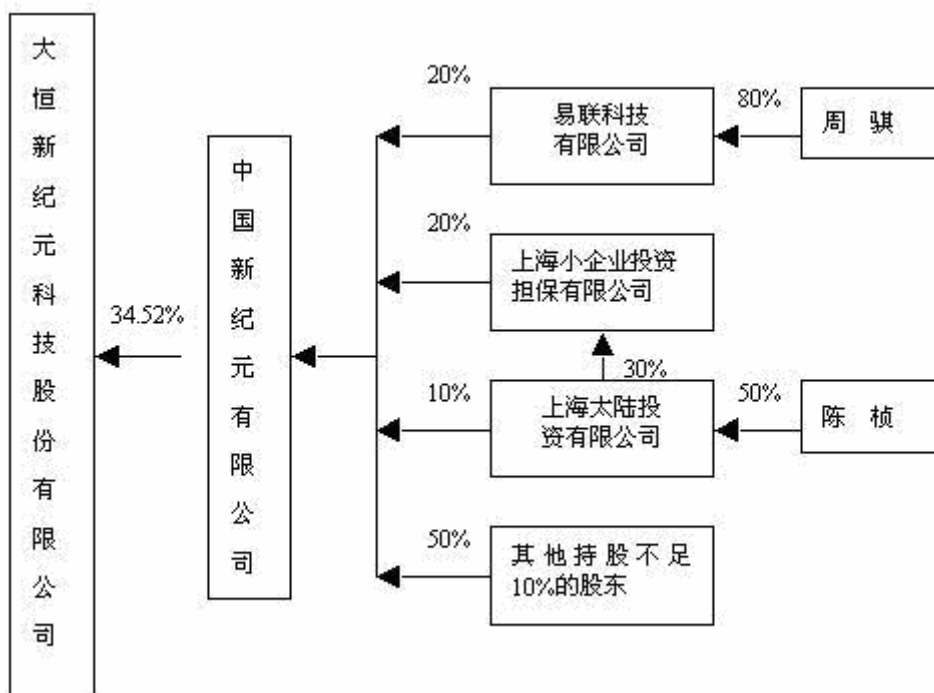 大恒新纪元科技股份有限公司
34.52%
中国新纪元有限公司
20%
易联科技
有限公司
80%
周 骐
20%
上海小企业投资
担保有限公司
30%
10%
上海大陆投
资有限公司
50%
陈 桢
50%
其他持股不足
10%的股东